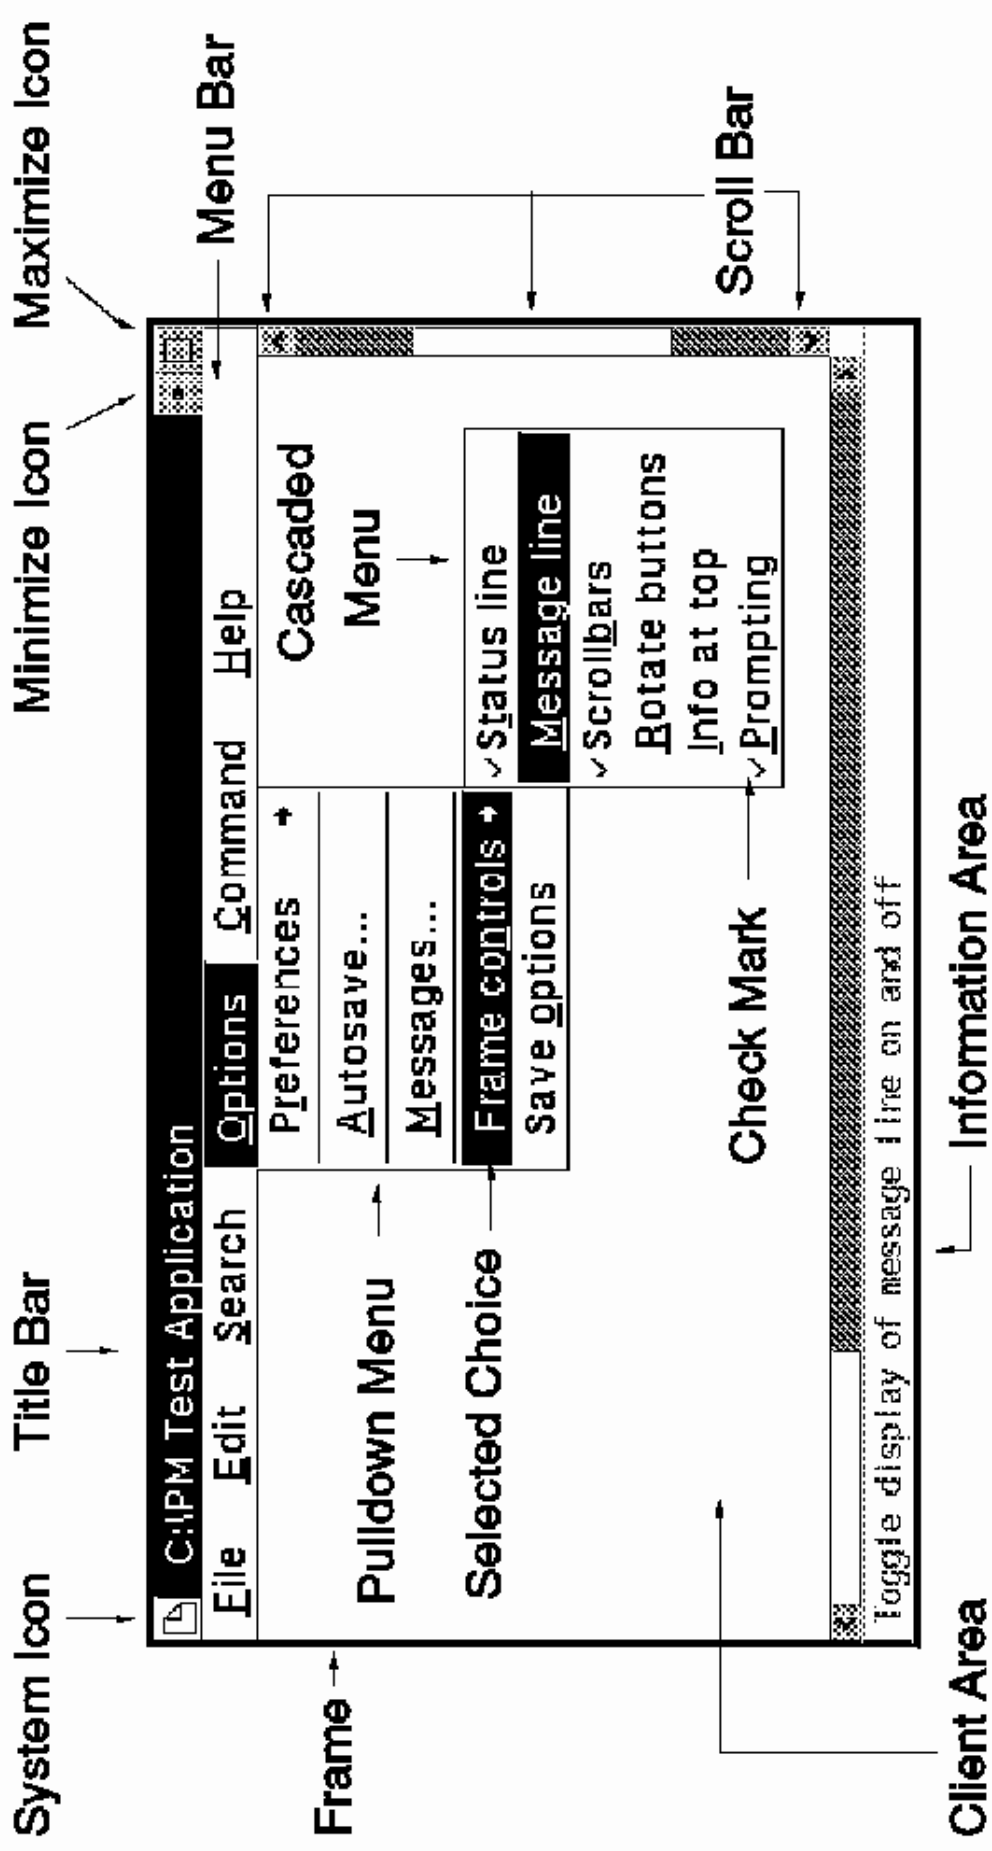 System Icon
Title Bar
Minimize Icon
Maximize Icon
C:\PM Test Application
Menu Bar
File Edit Search Options Command Help
Frame
Preferences
Cascaded
Menu
Autosave...
Pulldown Menu
Messages...
Selected Choice
Frame controls
Save options
✓Status line
Message line
✓Scrollbars
Rotate buttons
Info at top
✓Prompting
Scroll Bar
Check Mark
Toggle display of message line on and off
Client Area
Information Area